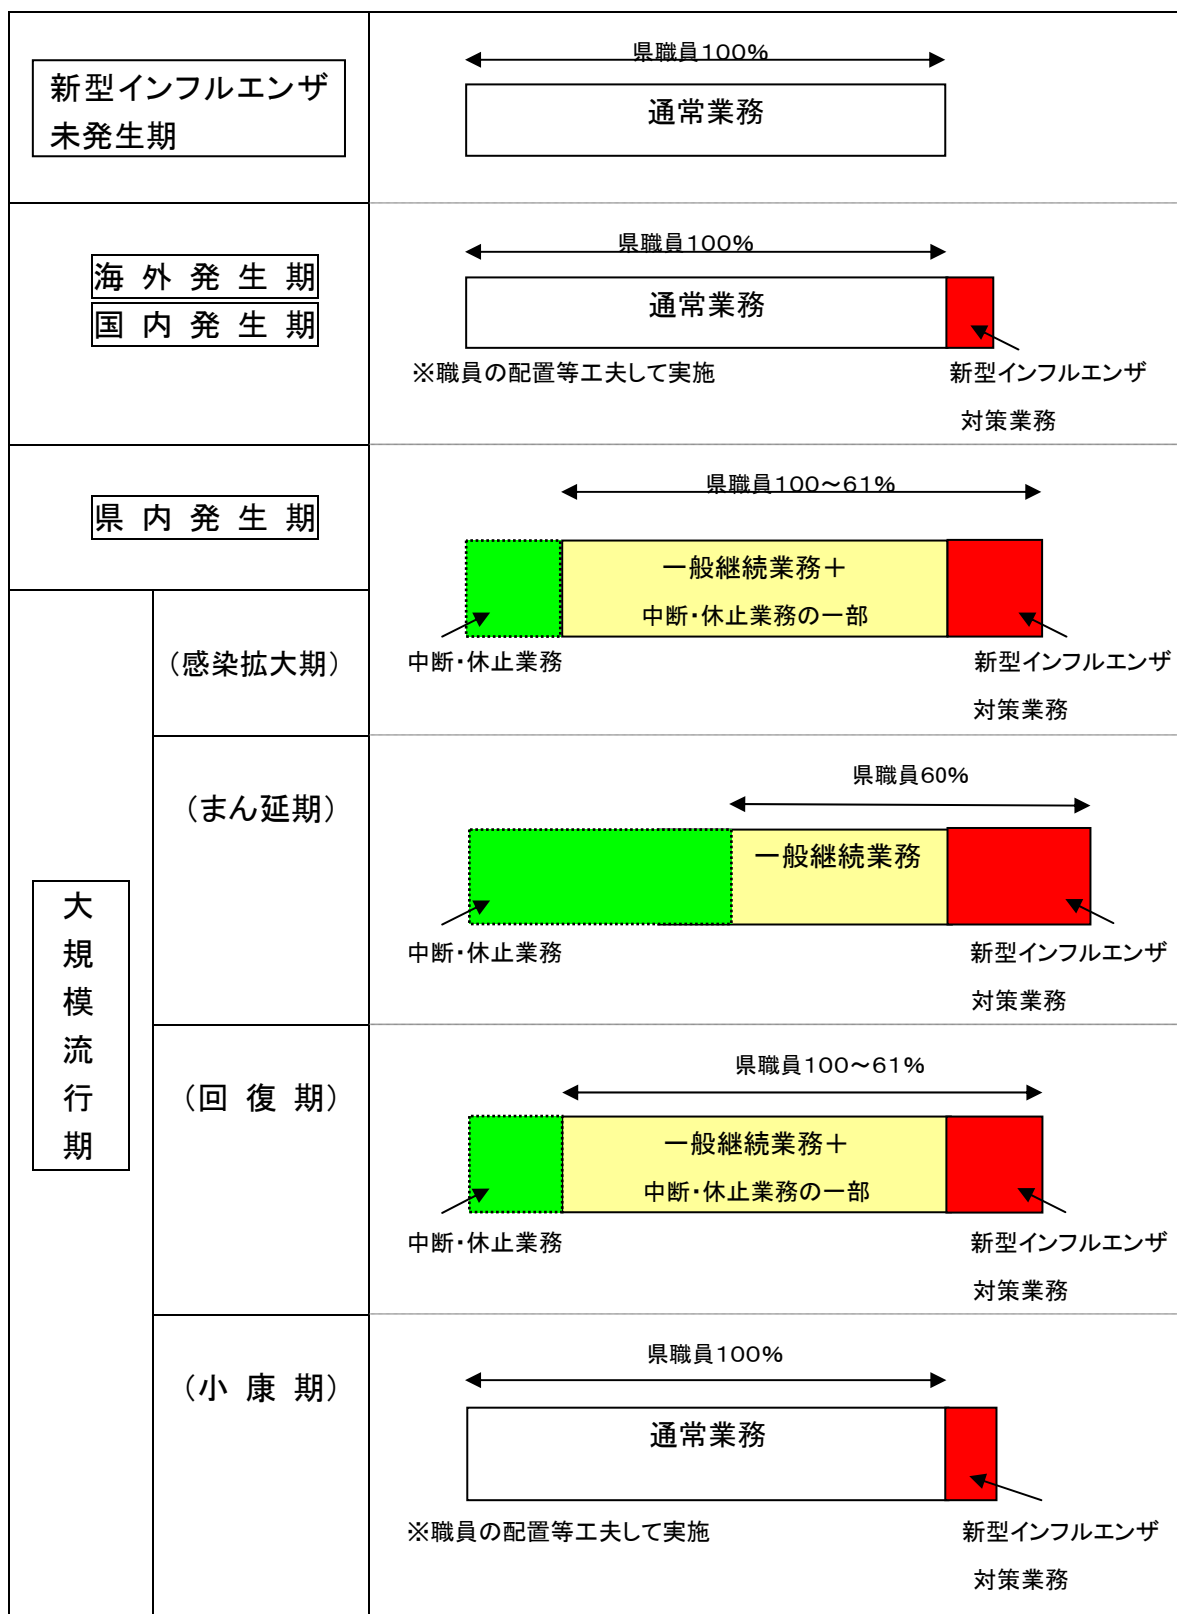 新型インフルエンザ
未発生期
県職員100%
通常業務
海外発生期
国内発生期
県職員100%
通常業務
※職員の配置等工夫して実施
新型インフルエンザ
対策業務
県内発生期
県職員100～61%
一般継続業務＋
中断・休止業務の一部
中断・休止業務
新型インフルエンザ
対策業務
大規模流行期
（感染拡大期）
（まん延期）
県職員60%
一般継続業務
中断・休止業務
新型インフルエンザ
対策業務
（回復期）
県職員100～61%
一般継続業務＋
中断・休止業務の一部
中断・休止業務
新型インフルエンザ
対策業務
（小康期）
県職員100%
通常業務
※職員の配置等工夫して実施
新型インフルエンザ
対策業務